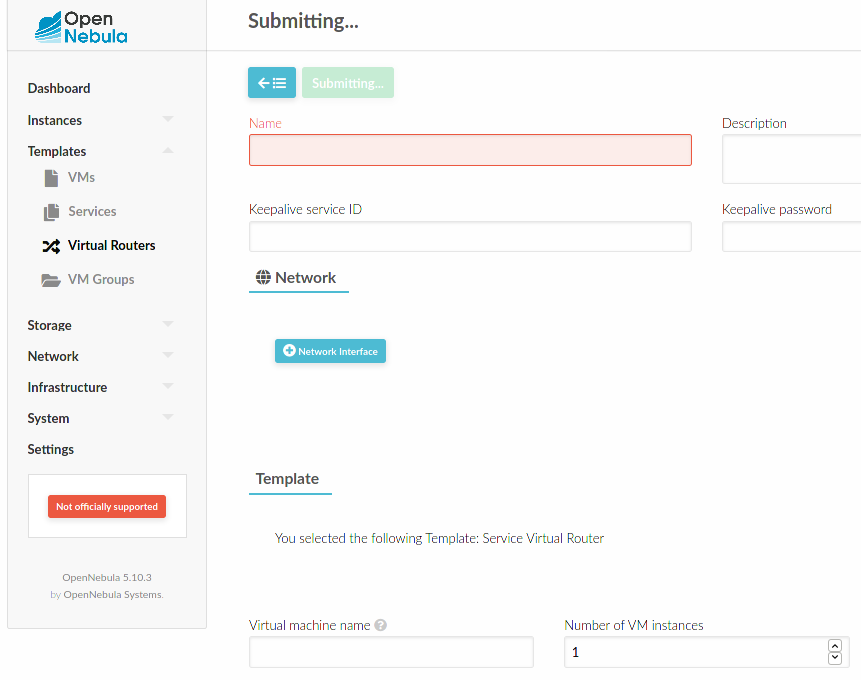 Open
Nebula
Dashboard
Instances
Templates
VMs
Services
Virtual Routers
VM Groups
Storage
Network
Infrastructure
System
Settings
Not officially supported
OpenNebula 5.10.3
by OpenNebula Systems.
Submitting...
Submitting...
Name
Description
Keepalive service ID
Keepalive password
Network
Network Interface
Template
You selected the following Template: Service Virtual Router
Virtual machine name ?
Number of VM instances
1